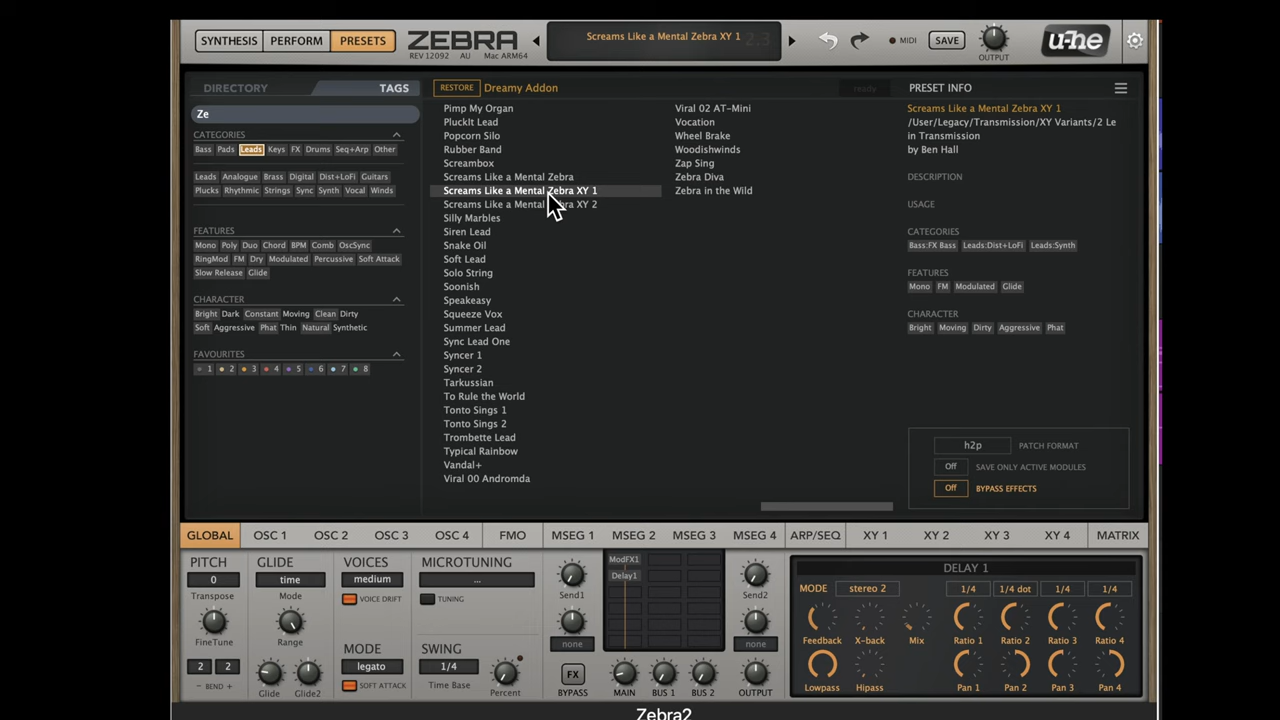 SYNTHESIS PERFORM PRESETS ZEBRA Screams Like a Mental Zebra XY 1 MIDI SAVE OUTPUT u-he
REV 12092 AU Mac ARM64
DIRECTORY TAGS RESTORE Dreamy Addon ready PRESET INFO
Ze
CATEGORIES
Bass Pads Leads Keys FX Drums Seq+Arp Other
Leads Analogue Brass Digital Dist+LoFi Guitars
Plucks Rhythmic Strings Sync Synth Vocal Winds
FEATURES
Mono Poly Duo Chord BPM Comb OscSync
RingMod FM Dry Modulated Percussive Soft Attack
Slow Release Glide
CHARACTER
Bright Dark Constant Moving Clean Dirty
Soft Aggressive Phat Thin Natural Synthetic
FAVOURITES
1 2 3 4 5 6 7 8
Pimp My Organ
PluckIt Lead
Popcorn Silo
Rubber Band
Screambox
Screams Like a Mental Zebra
Screams Like a Mental Zebra XY 1
Screams Like a Mental Zebra XY 2
Silly Marbles
Siren Lead
Snake Oil
Soft Lead
Solo String
Soonish
Speakeasy
Squeeze Vox
Summer Lead
Sync Lead One
Syncer 1
Syncer 2
Tarkussian
To Rule the World
Tonto Sings 1
Tonto Sings 2
Trombette Lead
Typical Rainbow
Vandal+
Viral 00 Andromda
Viral 02 AT-Mini
Vocation
Wheel Brake
Woodishwinds
Zap Sing
Zebra Diva
Zebra in the Wild
Screams Like a Mental Zebra XY 1
/User/Legacy/Transmission/XY Variants/2 Le
in Transmission
by Ben Hall
DESCRIPTION
USAGE
CATEGORIES
Bass:FX Bass Leads:Dist+LoFi Leads:Synth
FEATURES
Mono FM Modulated Glide
CHARACTER
Bright Moving Dirty Aggressive Phat
h2p PATCH FORMAT
Off SAVE ONLY ACTIVE MODULES
Off BYPASS EFFECTS
GLOBAL OSC 1 OSC 2 OSC 3 OSC 4 FMO MSEG 1 MSEG 2 MSEG 3 MSEG 4 ARP/SEQ XY 1 XY 2 XY 3 XY 4 MATRIX
PITCH GLIDE VOICES MICROTUNING
0 time medium ...
Transpose Mode VOICE DRIFT TUNING
FineTune Range
MODE SWING
2 2 legato 1/4
− BEND + Glide Glide2 SOFT ATTACK Time Base Percent
ModFX1
Delay1
Send1 Send2
none none
FX
BYPASS MAIN BUS 1 BUS 2 OUTPUT
DELAY 1
MODE stereo 2 1/4 1/4 dot 1/4 1/4
Feedback X-back Mix Ratio 1 Ratio 2 Ratio 3 Ratio 4
Lowpass Hipass Pan 1 Pan 2 Pan 3 Pan 4
Zebra2